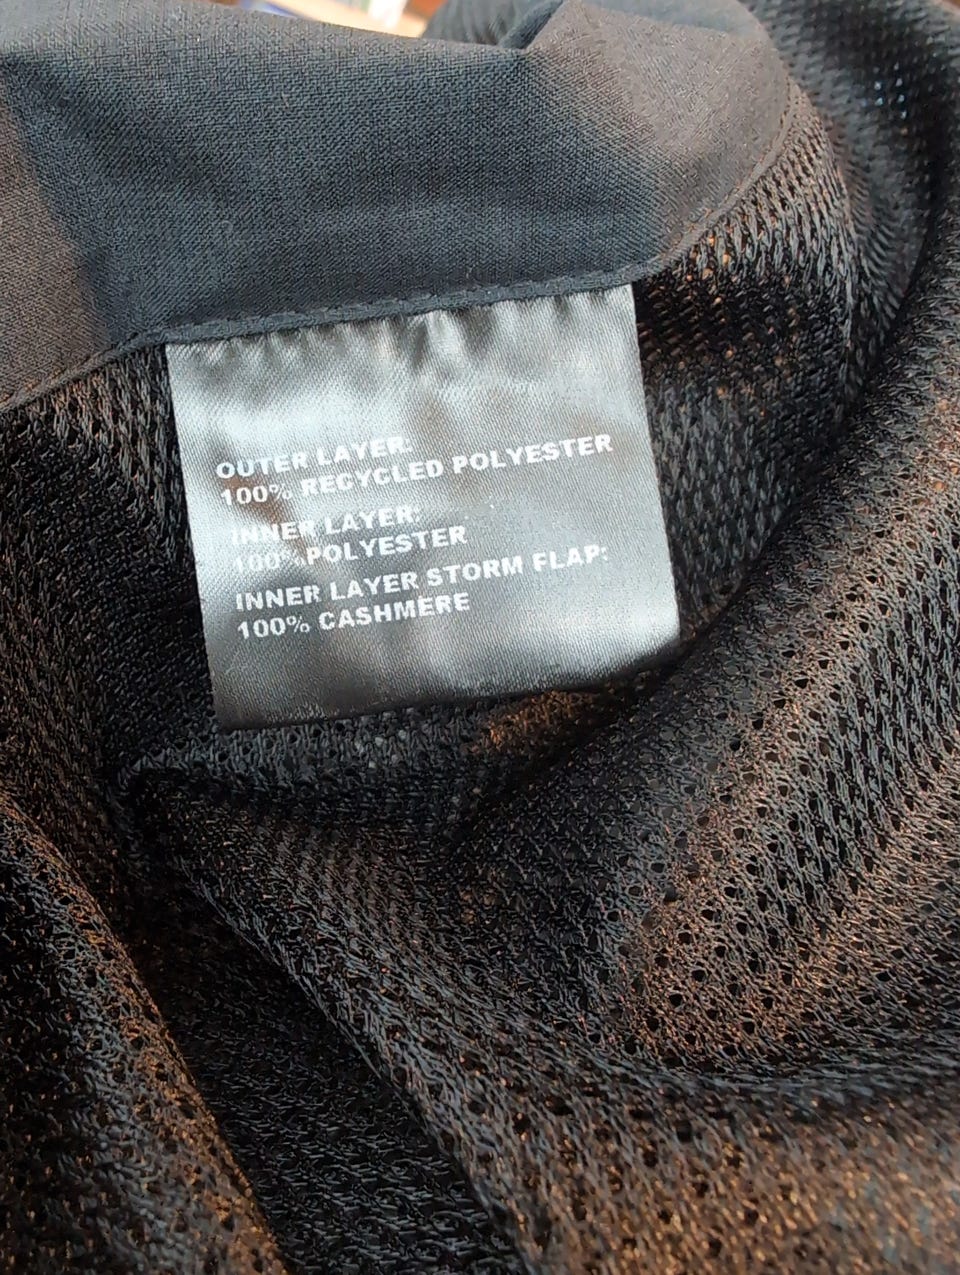 OUTER LAYER:
100% RECYCLED POLYESTER
INNER LAYER:
100% POLYESTER
INNER LAYER STORM FLAP:
100% CASHMERE